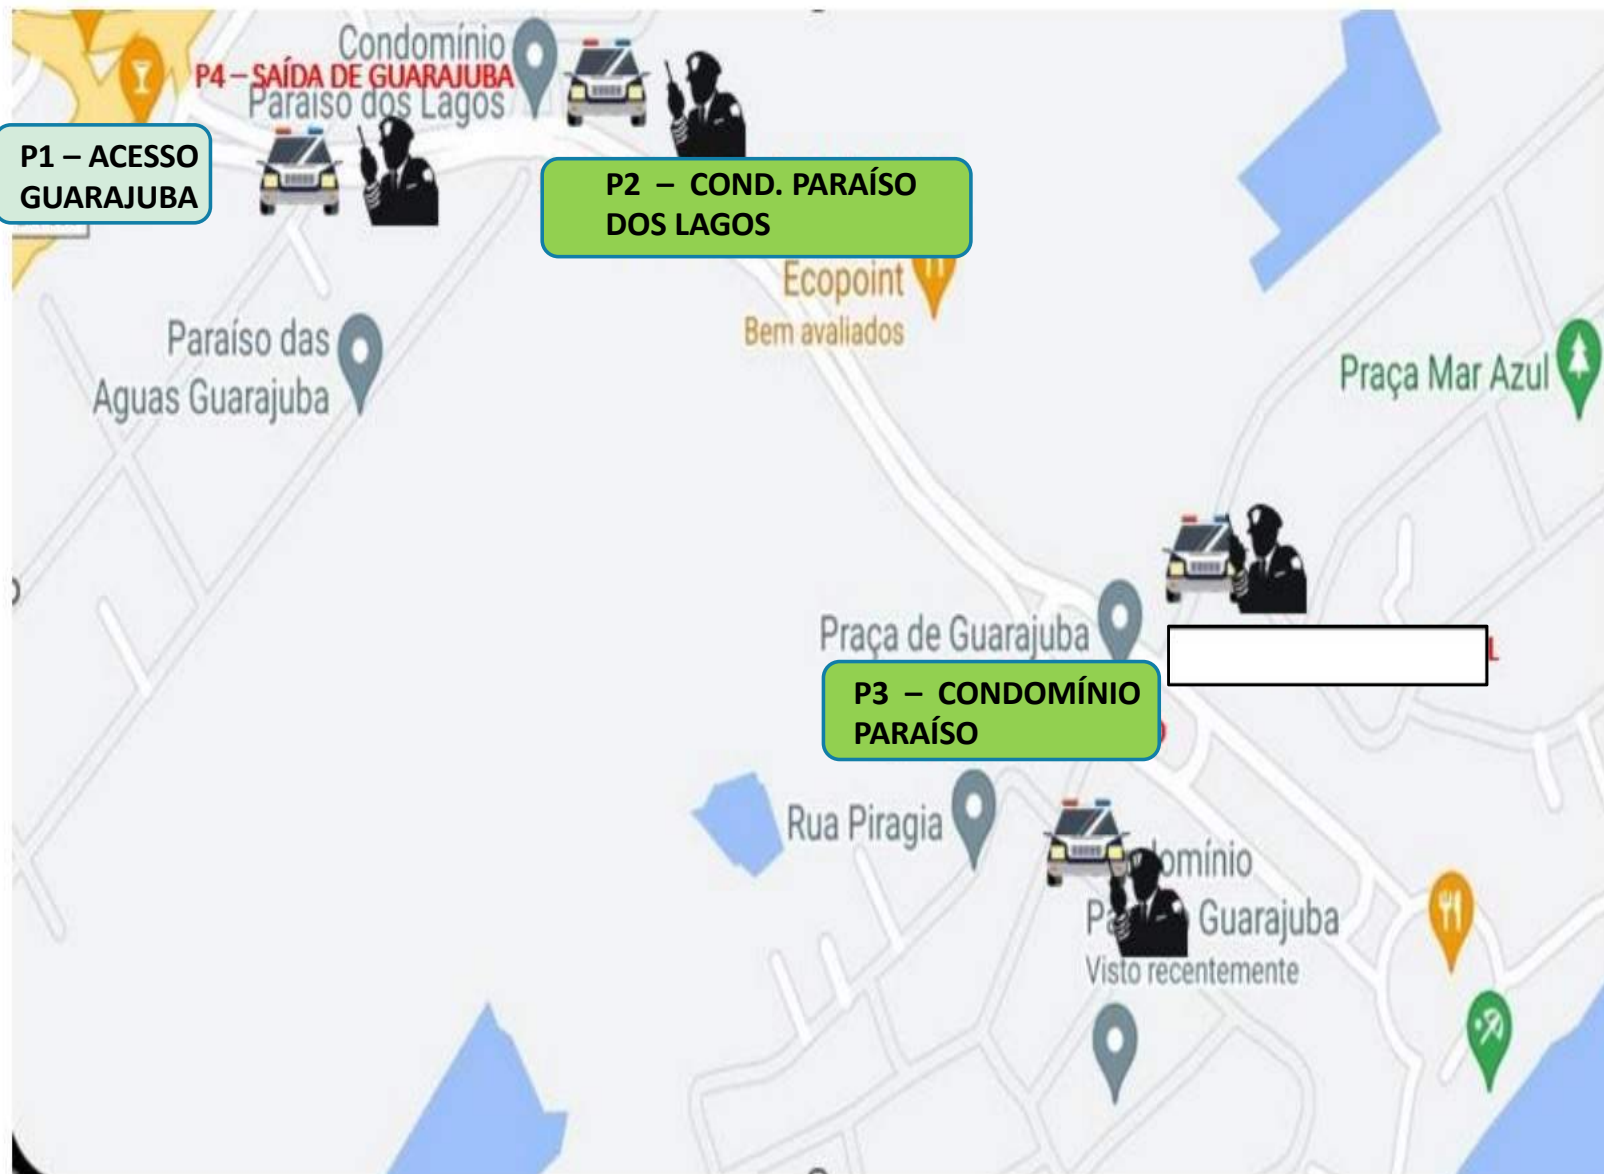 Condomínio
P4 – SAÍDA DE GUARAJUBA
Paraíso dos Lagos
P1 – ACESSO
GUARAJUBA
P2 – COND. PARAÍSO
DOS LAGOS
Ecopoint
Bem avaliados
Paraíso das
Aguas Guarajuba
Praça Mar Azul
Praça de Guarajuba
L
P3 – CONDOMÍNIO
PARAÍSO
Rua Piragia
domínio
Guarajuba
Visto recentemente